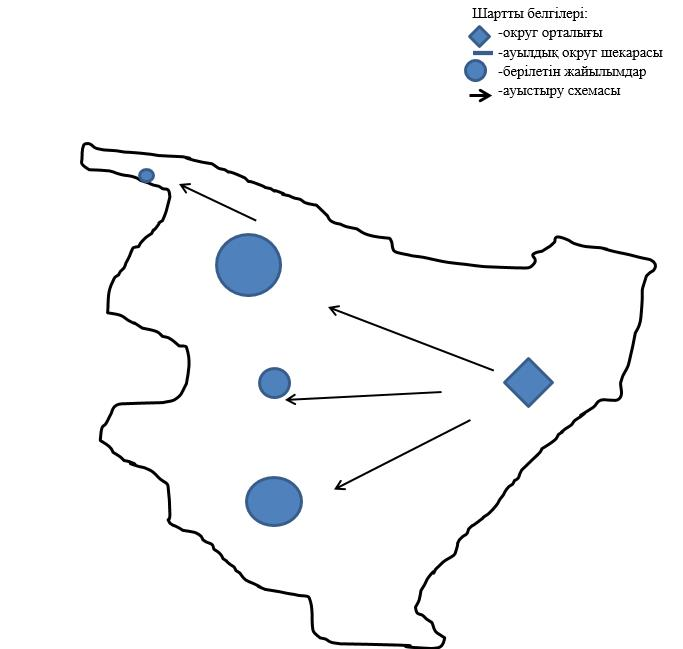 Шартты белгілері:
-округ орталығы
-ауылдық округ шекарасы
-берілетін жайылымдар
-ауыстыру схемасы